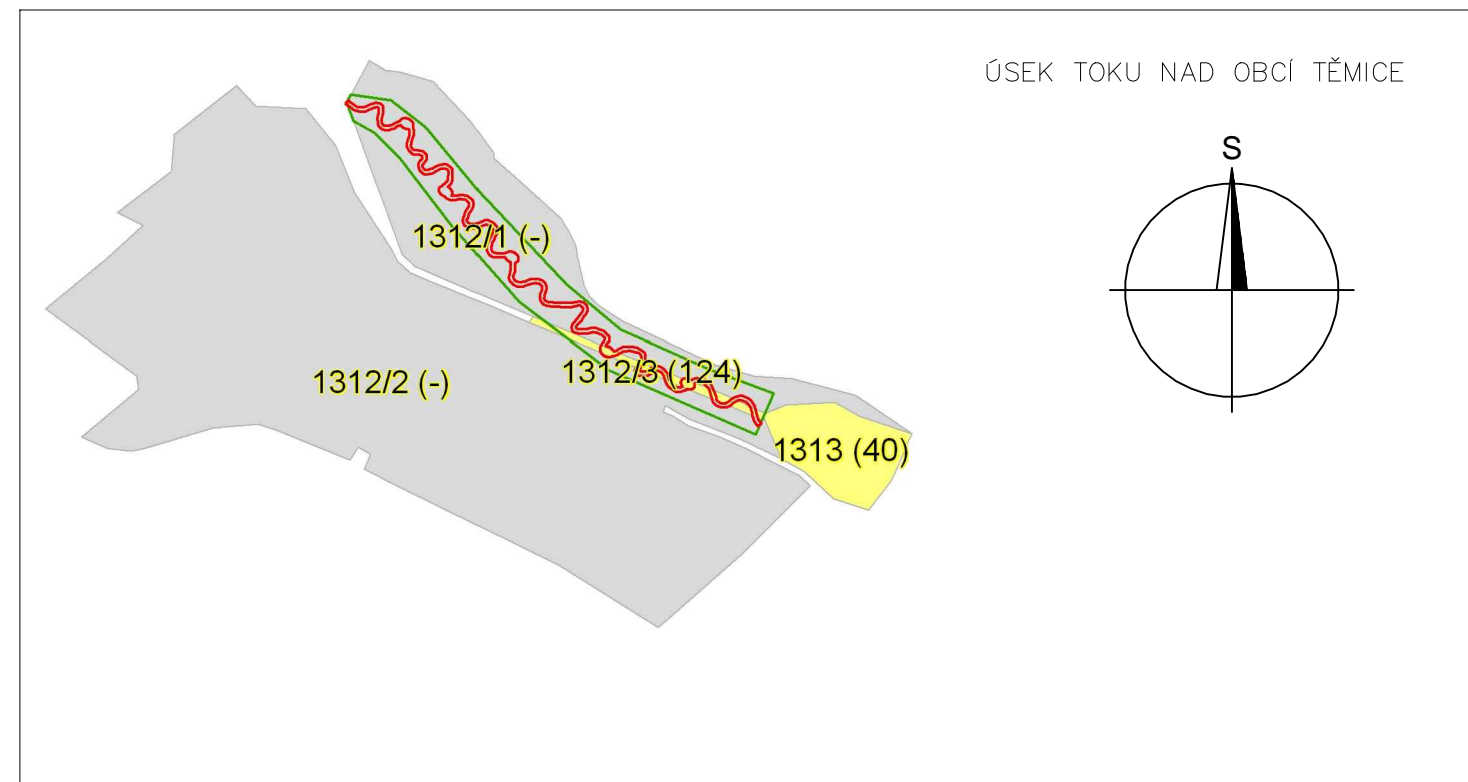 ÚSEK TOKU NAD OBCÍ TĚMICE
S
1312/1 (-)
1312/3 (124)
1312/2 (-)
1313 (40)